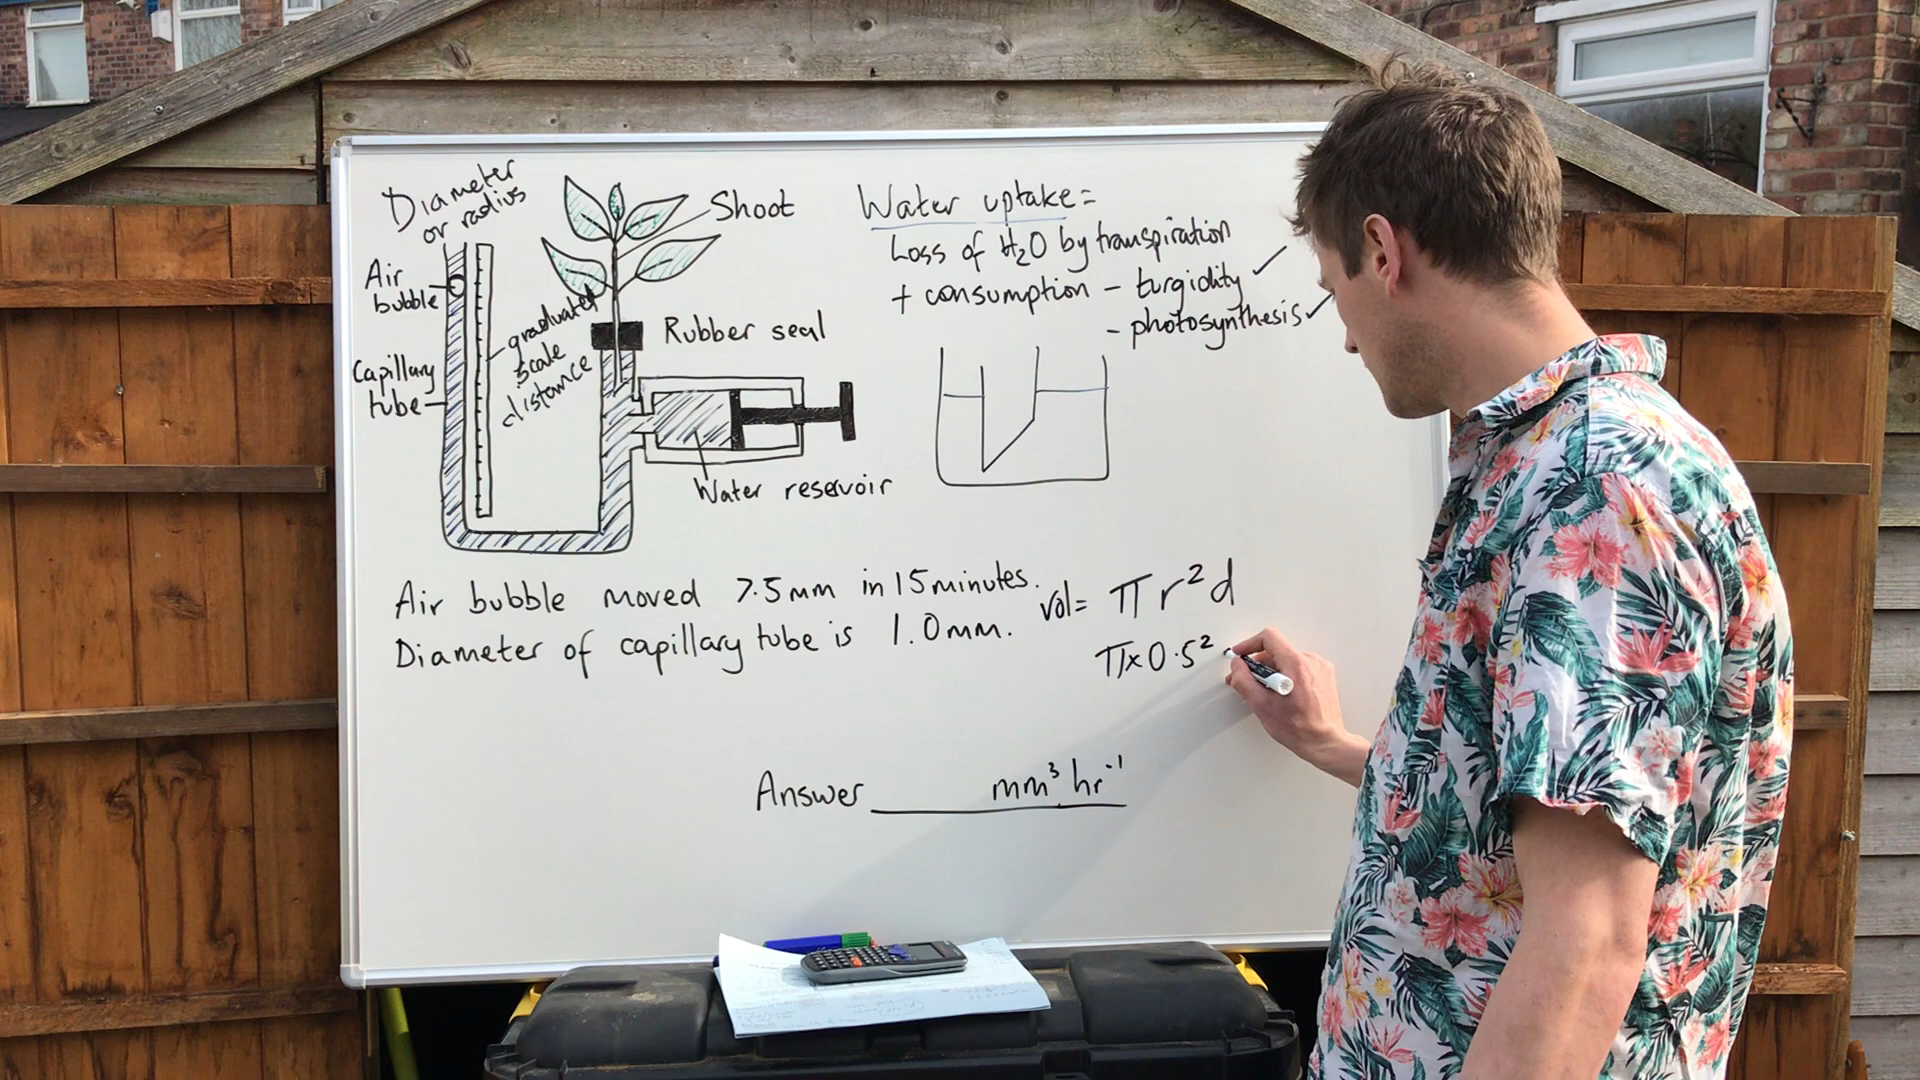 Diameter
or radius
Air
bubble
Capillary
tube
graduated
scale
distance
Shoot
Rubber seal
Water reservoir
Water uptake =
Loss of H₂O by transpiration
+ consumption - turgidity ✓
- photosynthesis ✓
Air bubble moved 7.5mm in 15 minutes.
Diameter of capillary tube is 1.0mm.
Vol = πr²d
π×0.5²
Answer mm³ hr⁻¹